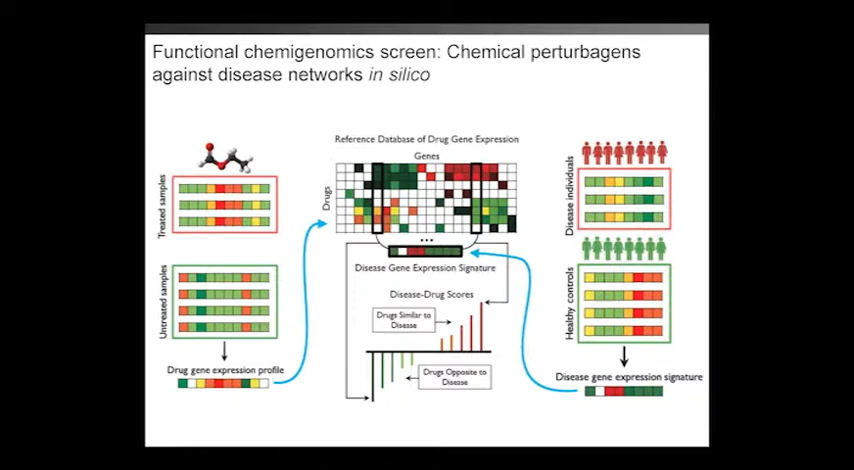 Functional chemigenomics screen: Chemical perturbagens
against disease networks in silico
Reference Database of Drug Gene Expression
Genes
Drugs
Treated samples
Untreated samples
Drug gene expression profile
...
Disease Gene Expression Signature
Disease-Drug Scores
Drugs Similar to
Disease
Drugs Opposite to
Disease
Disease individuals
Healthy controls
Disease gene expression signature